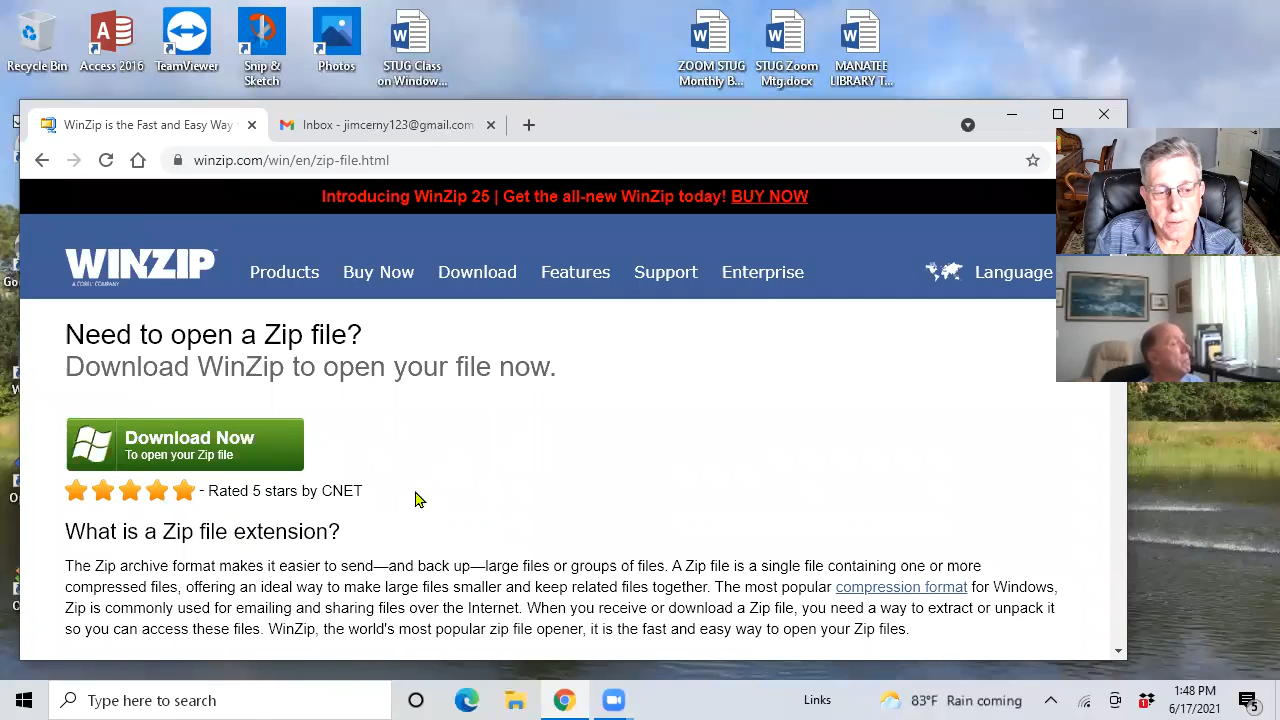 Recycle Bin
Access 2016
TeamViewer
Snip &
Sketch
Photos
STUG Class
on Window...
ZOOM STUG
Monthly B...
STUG Zoom
Mtg.docx
MANATEE
LIBRARY T...
WinZip is the Fast and Easy Way
Inbox - jimcerny123@gmail.com
winzip.com/win/en/zip-file.html
Introducing WinZip 25 | Get the all-new WinZip today! BUY NOW
WINZIP
A COREL COMPANY
Products
Buy Now
Download
Features
Support
Enterprise
Language
Need to open a Zip file?
Download WinZip to open your file now.
Download Now
To open your Zip file
- Rated 5 stars by CNET
What is a Zip file extension?
The Zip archive format makes it easier to send—and back up—large files or groups of files. A Zip file is a single file containing one or more
compressed files, offering an ideal way to make large files smaller and keep related files together. The most popular compression format for Windows,
Zip is commonly used for emailing and sharing files over the Internet. When you receive or download a Zip file, you need a way to extract or unpack it
so you can access these files. WinZip, the world's most popular zip file opener, it is the fast and easy way to open your Zip files.
Type here to search
Links
83°F Rain coming
1
1:48 PM
6/17/2021
5